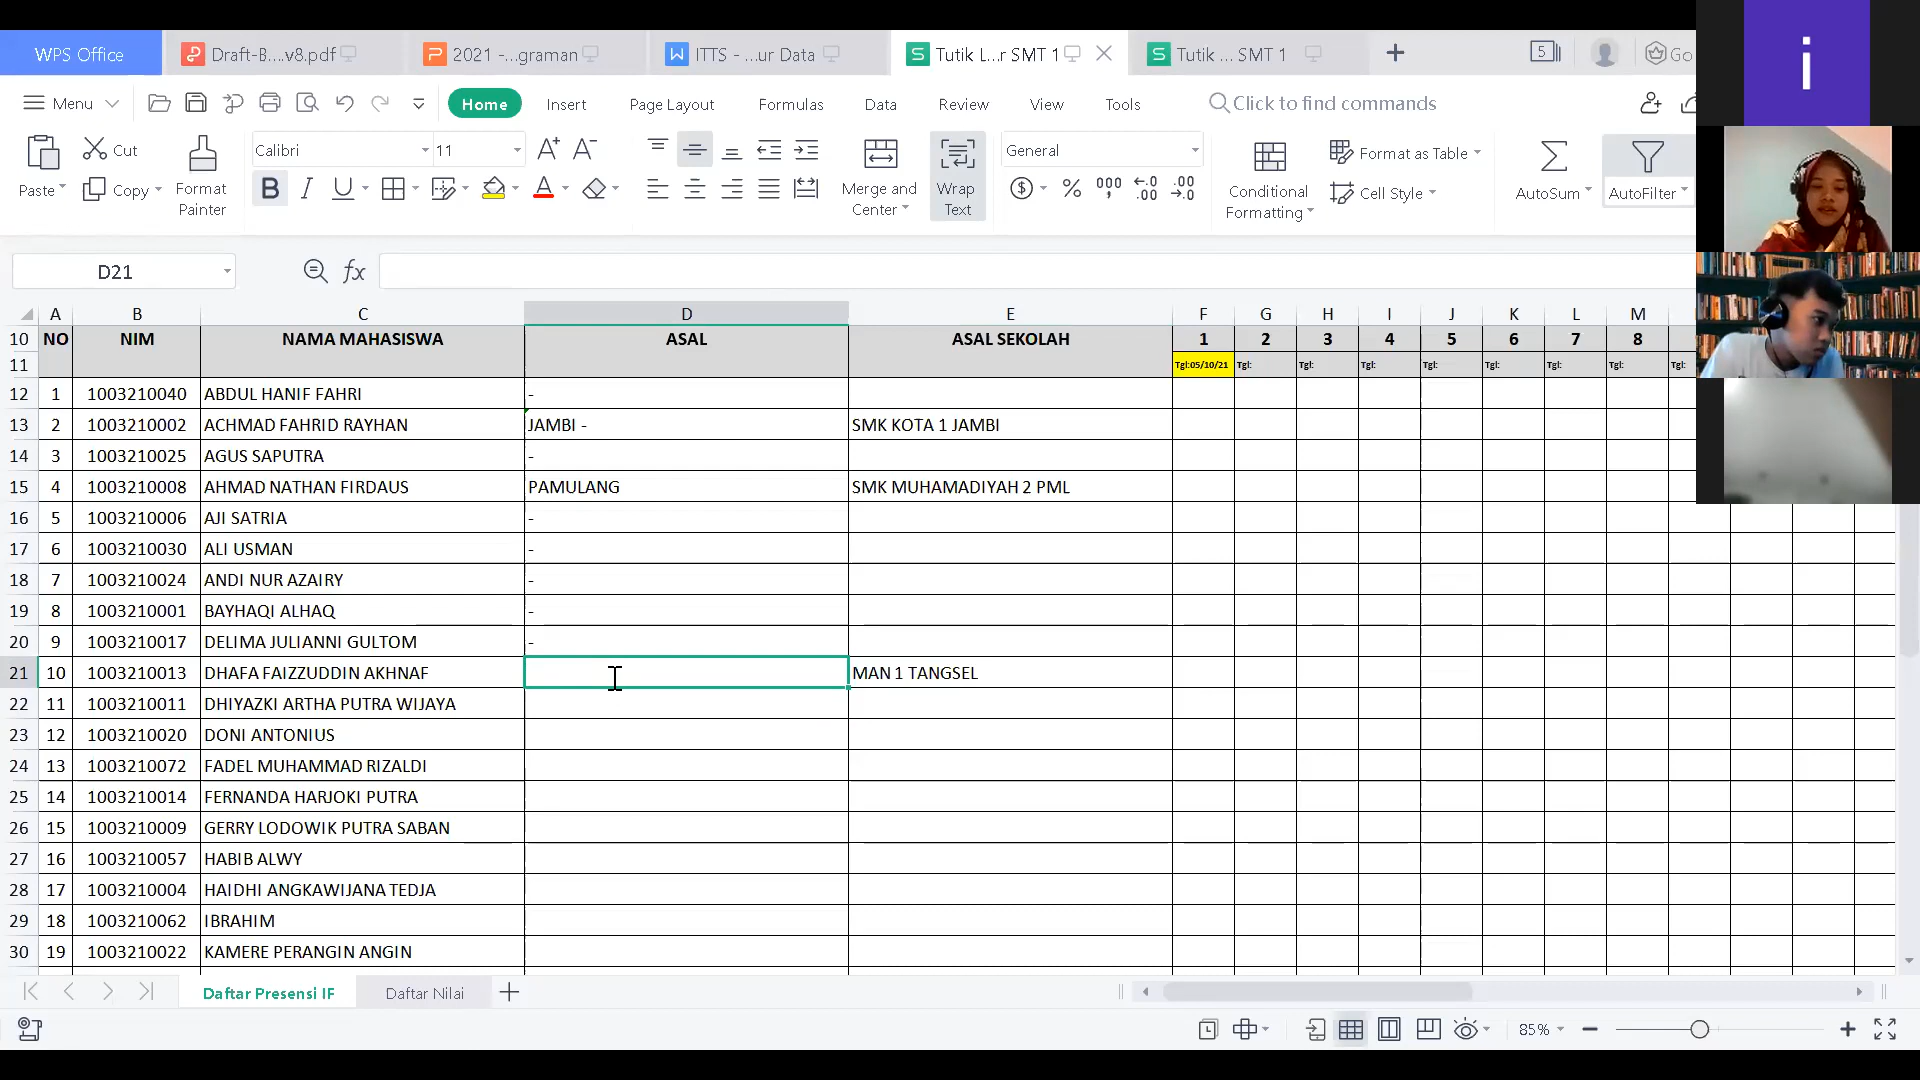 WPS Office Draft-B....v8.pdf 2021 -...graman ITTS - ...ur Data Tutik L...r SMT 1 Tutik ... SMT 1 + 5 Go
Menu Home Insert Page Layout Formulas Data Review View Tools Click to find commands
Paste Cut Copy Format Painter Calibri 11 A+ A- B I U A Merge and Center Wrap Text General Conditional Formatting Format as Table Cell Style AutoSum AutoFilter
D21 fx
A B C D E F G H I J K L M
10 NO NIM NAMA MAHASISWA ASAL ASAL SEKOLAH 1 2 3 4 5 6 7 8
11 Tgl:05/10/21 Tgl: Tgl: Tgl: Tgl: Tgl: Tgl: Tgl: Tgl:
12 1 1003210040 ABDUL HANIF FAHRI -
13 2 1003210002 ACHMAD FAHRID RAYHAN JAMBI - SMK KOTA 1 JAMBI
14 3 1003210025 AGUS SAPUTRA -
15 4 1003210008 AHMAD NATHAN FIRDAUS PAMULANG SMK MUHAMADIYAH 2 PML
16 5 1003210006 AJI SATRIA -
17 6 1003210030 ALI USMAN -
18 7 1003210024 ANDI NUR AZAIRY -
19 8 1003210001 BAYHAQI ALHAQ -
20 9 1003210017 DELIMA JULIANNI GULTOM -
21 10 1003210013 DHAFA FAIZZUDDIN AKHNAF MAN 1 TANGSEL
22 11 1003210011 DHIYAZKI ARTHA PUTRA WIJAYA
23 12 1003210020 DONI ANTONIUS
24 13 1003210072 FADEL MUHAMMAD RIZALDI
25 14 1003210014 FERNANDA HARJOKI PUTRA
26 15 1003210009 GERRY LODOWIK PUTRA SABAN
27 16 1003210057 HABIB ALWY
28 17 1003210004 HAIDHI ANGKAWIJANA TEDJA
29 18 1003210062 IBRAHIM
30 19 1003210022 KAMERE PERANGIN ANGIN
Daftar Presensi IF Daftar Nilai +
85%
i